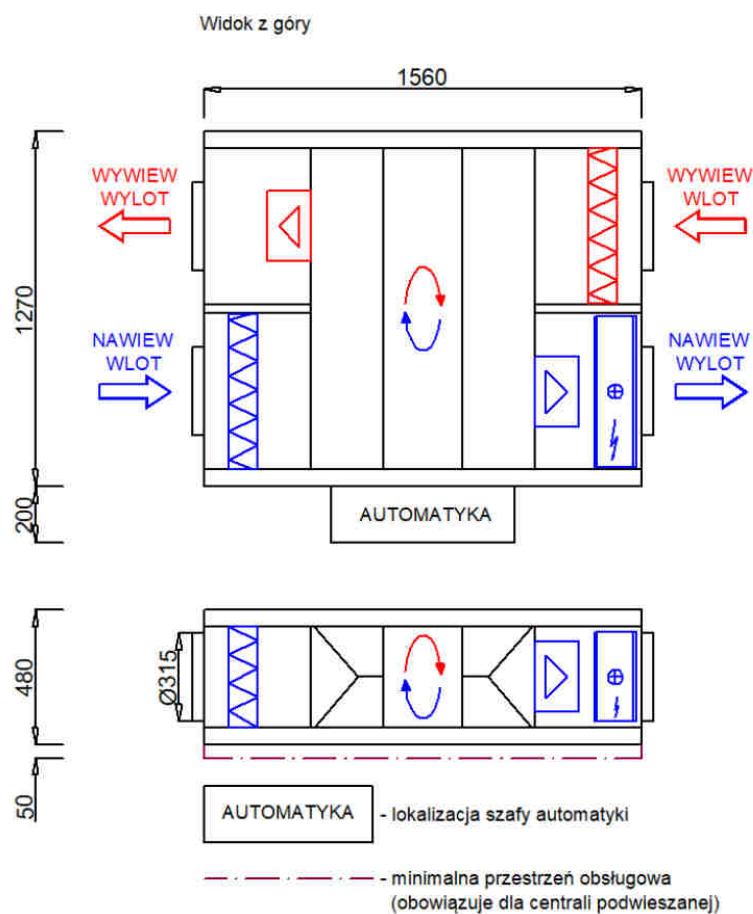 Widok z góry
1560
WYWIEW
WYLOT
WYWIEW
WLOT
1270
NAWIEW
WLOT
NAWIEW
WYLOT
200
AUTOMATYKA
480
Ø315
50
AUTOMATYKA
- lokalizacja szafy automatyki
- minimalna przestrzeń obsługowa
(obowiązuje dla centrali podwieszanej)